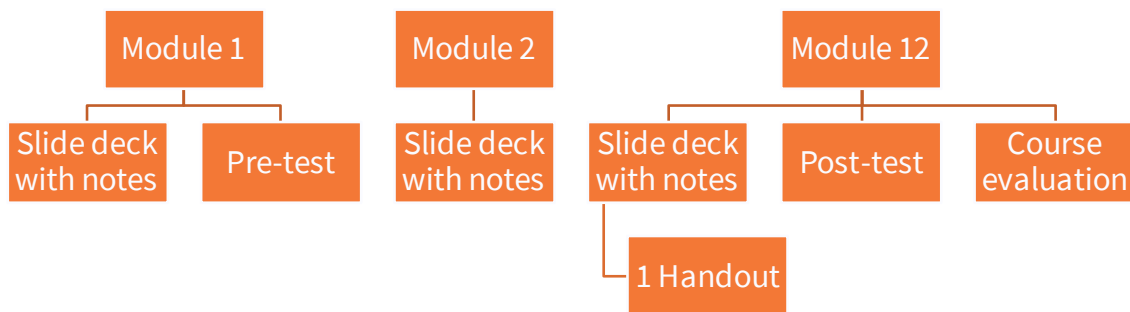 Module 1
Module 2
Module 12
Slide deck
with notes
Pre-test
Slide deck
with notes
Slide deck
with notes
Post-test
Course
evaluation
1 Handout